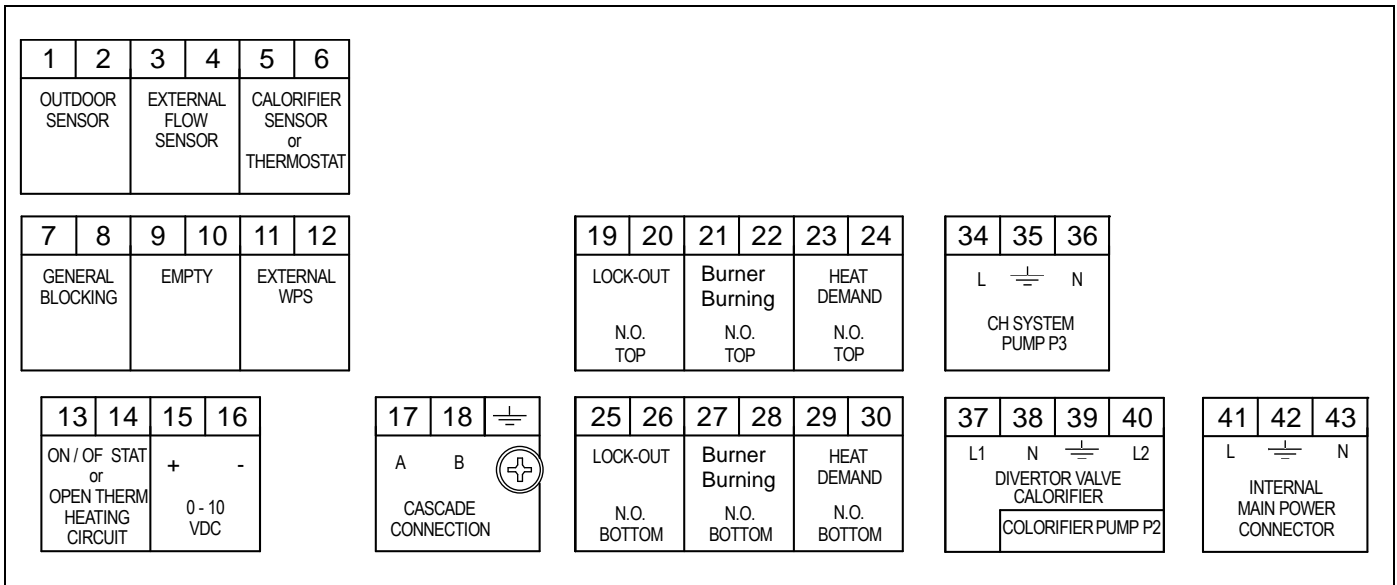 1 2 3 4 5 6
OUTDOOR SENSOR
EXTERNAL FLOW SENSOR
CALORIFIER SENSOR or THERMOSTAT
7 8 9 10 11 12
GENERAL BLOCKING
EMPTY
EXTERNAL WPS
19 20 21 22 23 24
LOCK-OUT
N.O.
TOP
Burner
Burning
N.O.
TOP
HEAT
DEMAND
N.O.
TOP
34 35 36
L N
CH SYSTEM
PUMP P3
13 14 15 16
ON / OF STAT
or
OPEN THERM
HEATING
CIRCUIT
+ -
0 - 10
VDC
17 18
A B
CASCADE
CONNECTION
25 26 27 28 29 30
LOCK-OUT
N.O.
BOTTOM
Burner
Burning
N.O.
BOTTOM
HEAT
DEMAND
N.O.
BOTTOM
37 38 39 40
L1 N L2
DIVERTOR VALVE
CALORIFIER
COLORIFIER PUMP P2
41 42 43
L N
INTERNAL
MAIN POWER
CONNECTOR